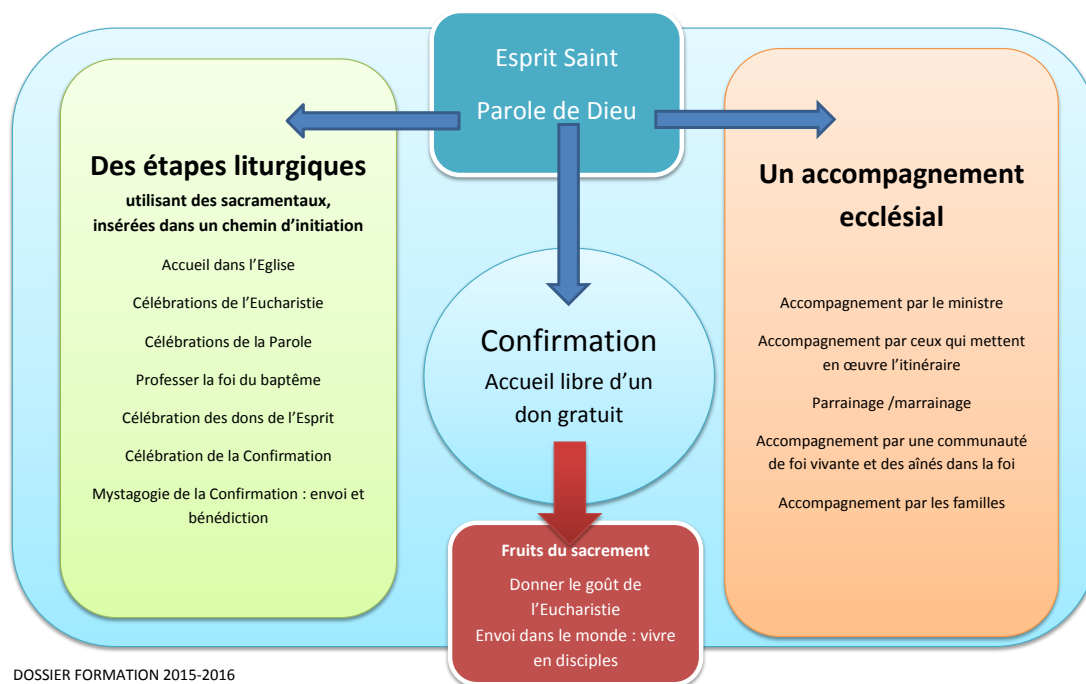 Esprit Saint
Parole de Dieu
Des étapes liturgiques
utilisant des sacramentaux,
insérées dans un chemin d’initiation
Accueil dans l’Eglise
Célébrations de l’Eucharistie
Célébrations de la Parole
Professer la foi du baptême
Célébration des dons de l’Esprit
Célébration de la Confirmation
Mystagogie de la Confirmation : envoi et
bénédiction
Confirmation
Accueil libre d’un
don gratuit
Fruits du sacrement
Donner le goût de
l’Eucharistie
Envoi dans le monde : vivre
en disciples
Un accompagnement
ecclésial
Accompagnement par le ministre
Accompagnement par ceux qui mettent
en œuvre l’itinéraire
Parrainage /marrainage
Accompagnement par une communauté
de foi vivante et des aînés dans la foi
Accompagnement par les familles
DOSSIER FORMATION 2015-2016